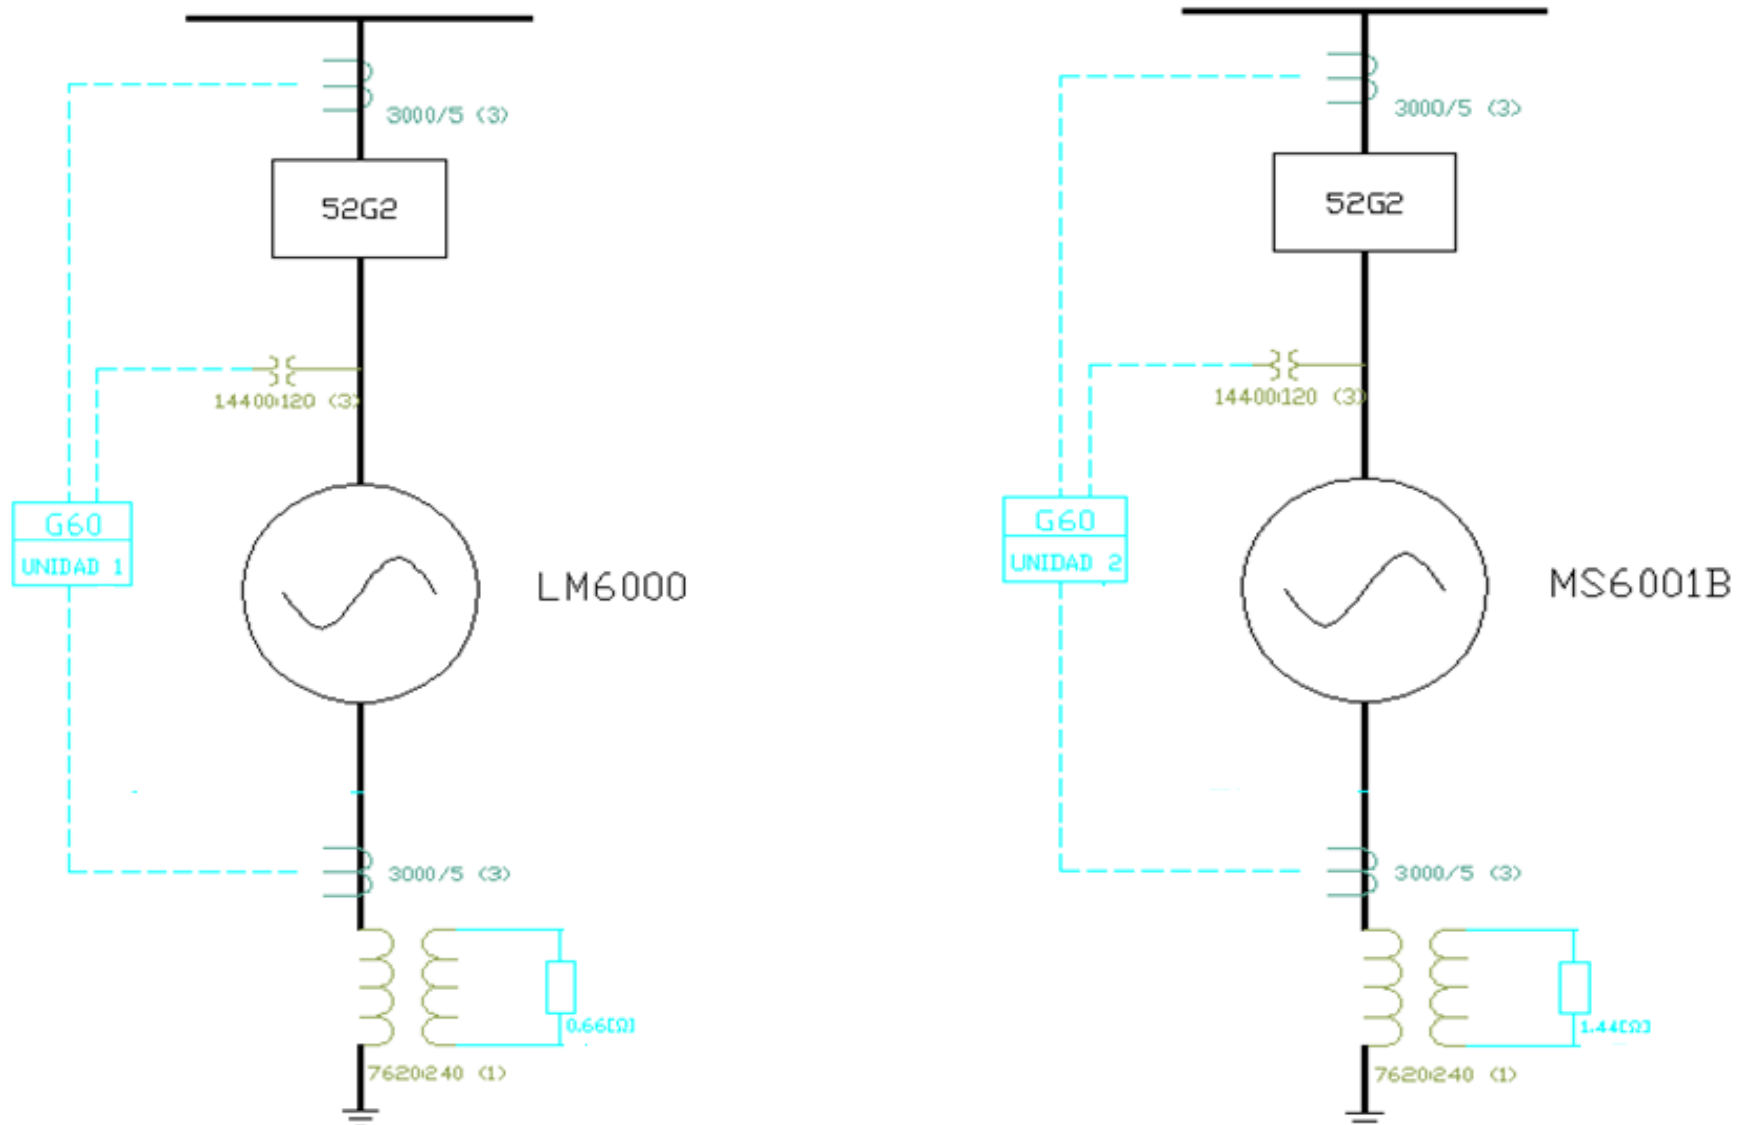 3000/5 (3)
52G2
14400:120 (3)
G60
UNIDAD 1
LM6000
3000/5 (3)
0.66[Ω]
7620:240 (1)
3000/5 (3)
52G2
14400:120 (3)
G60
UNIDAD 2
MS6001B
3000/5 (3)
1.44[Ω]
7620:240 (1)